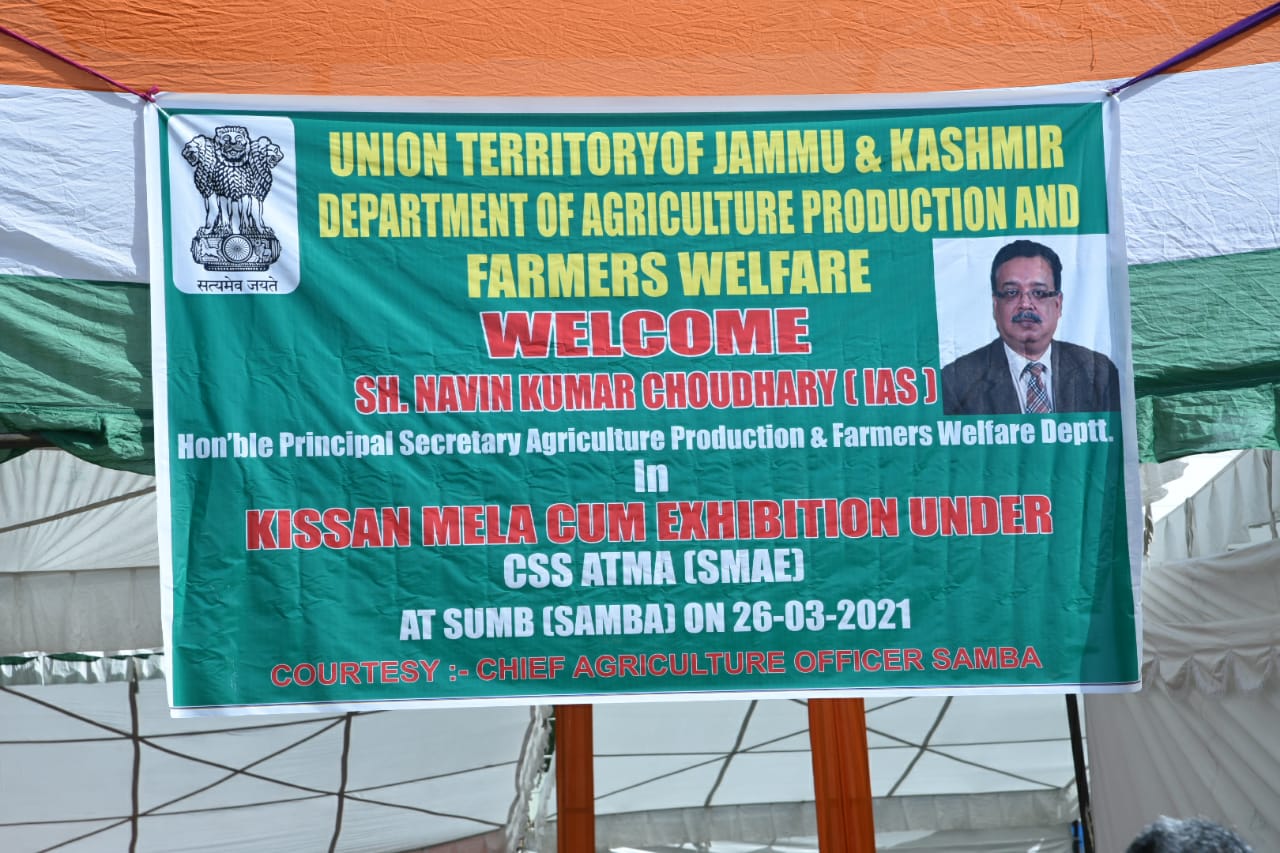 UNION TERRITORYOF JAMMU & KASHMIR
DEPARTMENT OF AGRICULTURE PRODUCTION AND
FARMERS WELFARE
सत्यमेव जयते
WELCOME
SH. NAVIN KUMAR CHOUDHARY ( IAS )
Hon'ble Principal Secretary Agriculture Production & Farmers Welfare Deptt.
In
KISSAN MELA CUM EXHIBITION UNDER
CSS ATMA (SMAE)
AT SUMB (SAMBA) ON 26-03-2021
COURTESY :- CHIEF AGRICULTURE OFFICER SAMBA